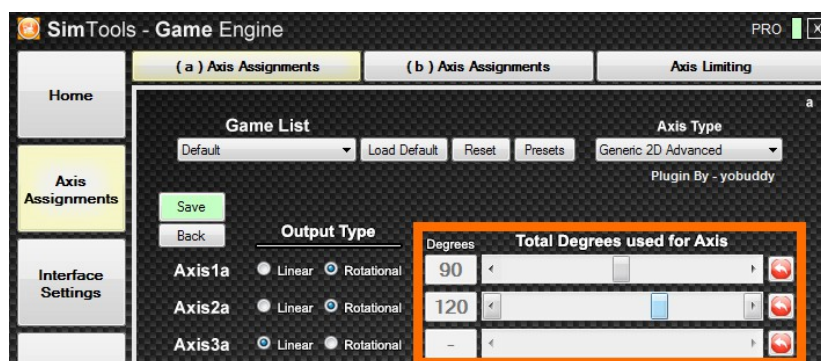 SimTools - Game Engine PRO X
( a ) Axis Assignments ( b ) Axis Assignments Axis Limiting
Home
a
Game List Axis Type
Default Load Default Reset Presets Generic 2D Advanced
Plugin By - yobuddy
Axis
Assignments
Save
Back Output Type Degrees Total Degrees used for Axis
Interface
Settings
Axis1a Linear Rotational 90
Axis2a Linear Rotational 120
Axis3a Linear Rotational -